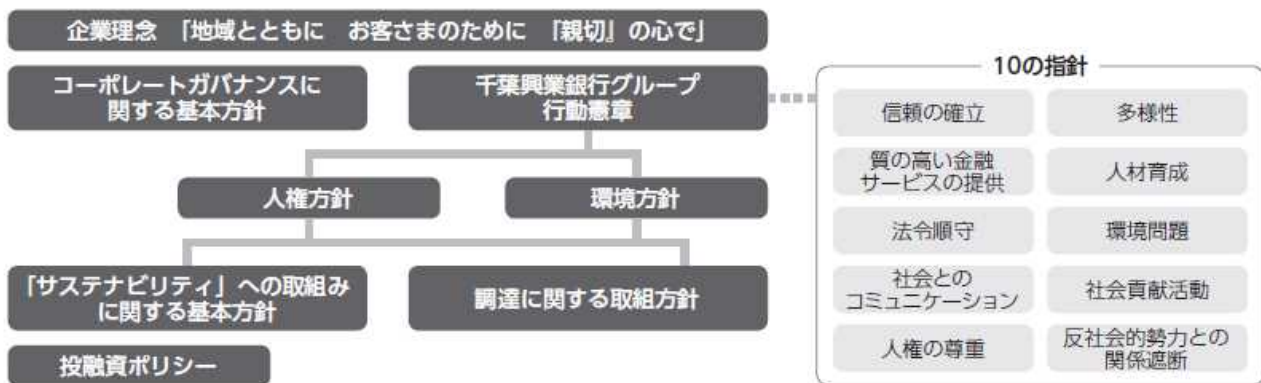 企業理念 「地域とともに お客さまのために 『親切』の心で」
コーポレートガバナンスに
関する基本方針
千葉興業銀行グループ
行動憲章
人権方針
環境方針
「サステナビリティ」への取組み
に関する基本方針
調達に関する取組方針
投融資ポリシー
10の指針
信頼の確立
多様性
質の高い金融
サービスの提供
人材育成
法令順守
環境問題
社会との
コミュニケーション
社会貢献活動
人権の尊重
反社会的勢力との
関係遮断